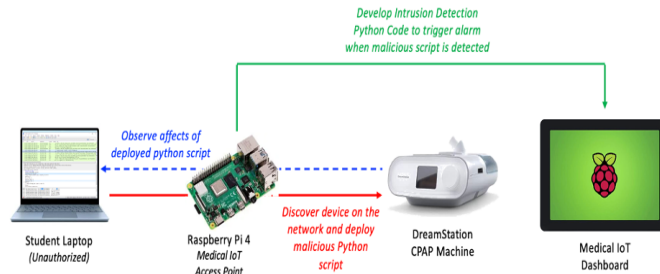 Develop Intrusion Detection
Python Code to trigger alarm
when malicious script is detected
Observe affects of
deployed python script
Discover device on the
network and deploy
malicious Python
script
Student Laptop
(Unauthorized)
Raspberry Pi 4
Medical IoT
Access Point
DreamStation
CPAP Machine
Medical IoT
Dashboard